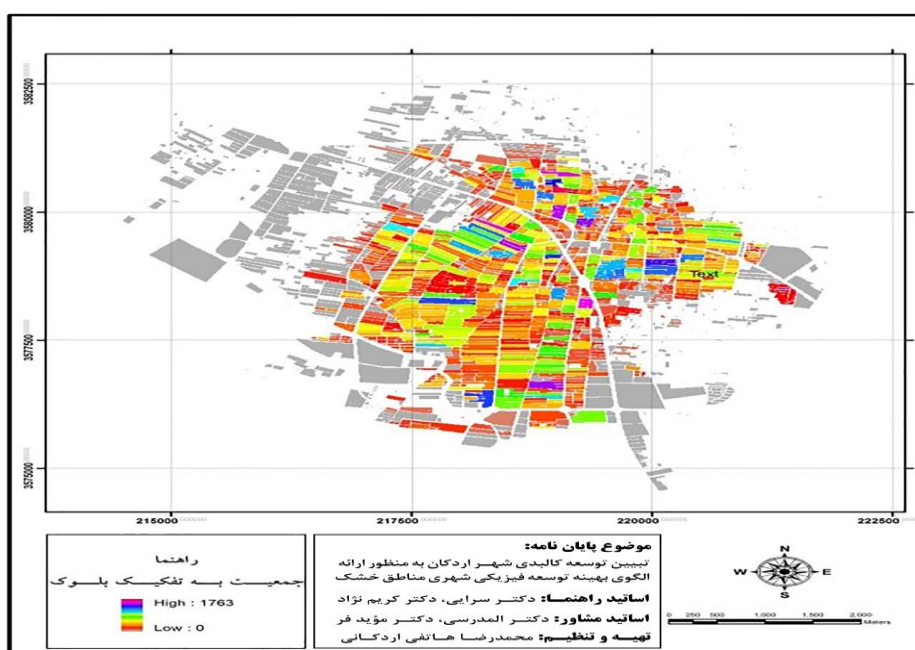 3582500
3580000
3577500
3575000
Text
215000
217500
220000
222500
راهنما
جمعیت به تفکیک بلوک
High : 1763
Low : 0
موضوع پایان نامه:
تبیین توسعه کالبدی شهر اردکان به منظور ارائه
الگوی بهینه توسعه فیزیکی شهری مناطق خشک
اساتید راهنما: دکتر سرایی، دکتر کریم نژاد
اساتید مشاور: دکتر المدرسی، دکتر مؤید فر
تهیه و تنظیم: محمدرضا هاتفی اردکانی
N
W E
S
0 250 500 1,000 1,500 2,000
Meters